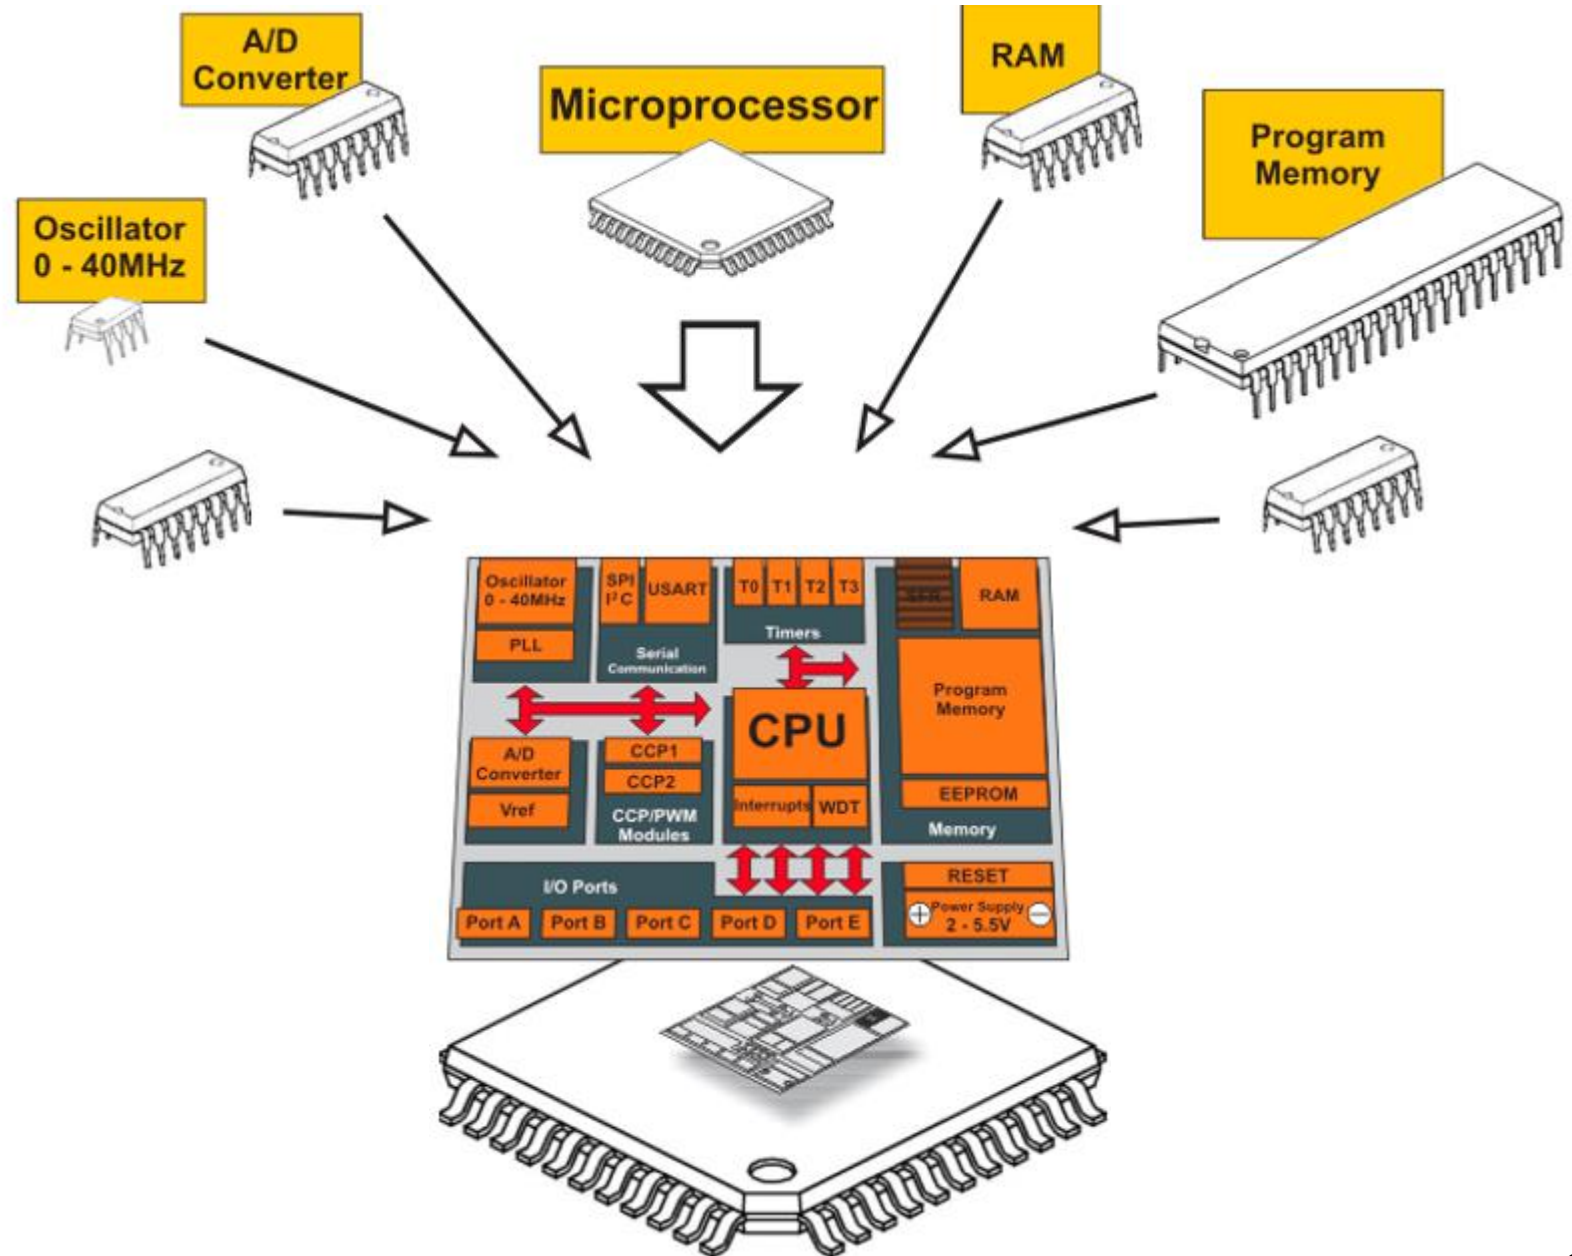 A/D
Converter
Microprocessor
RAM
Program
Memory
Oscillator
0 - 40MHz
Oscillator
0 - 40MHz
PLL
SPI
I²C
USART
Serial
Communication
T0 T1 T2 T3
Timers
SFR
RAM
Program
Memory
EEPROM
Memory
A/D
Converter
Vref
CCP1
CCP2
CCP/PWM
Modules
CPU
Interrupts
WDT
I/O Ports
Port A
Port B
Port C
Port D
Port E
RESET
Power Supply
2 - 5.5V